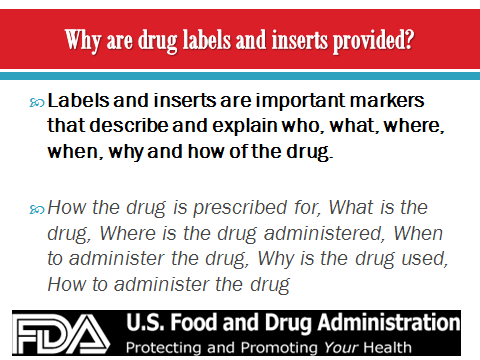 Why are drug labels and inserts provided?
Labels and inserts are important markers
that describe and explain who, what, where,
when, why and how of the drug.
How the drug is prescribed for, What is the
drug, Where is the drug administered, When
to administer the drug, Why is the drug used,
How to administer the drug
FDA
U.S. Food and Drug Administration
Protecting and Promoting Your Health